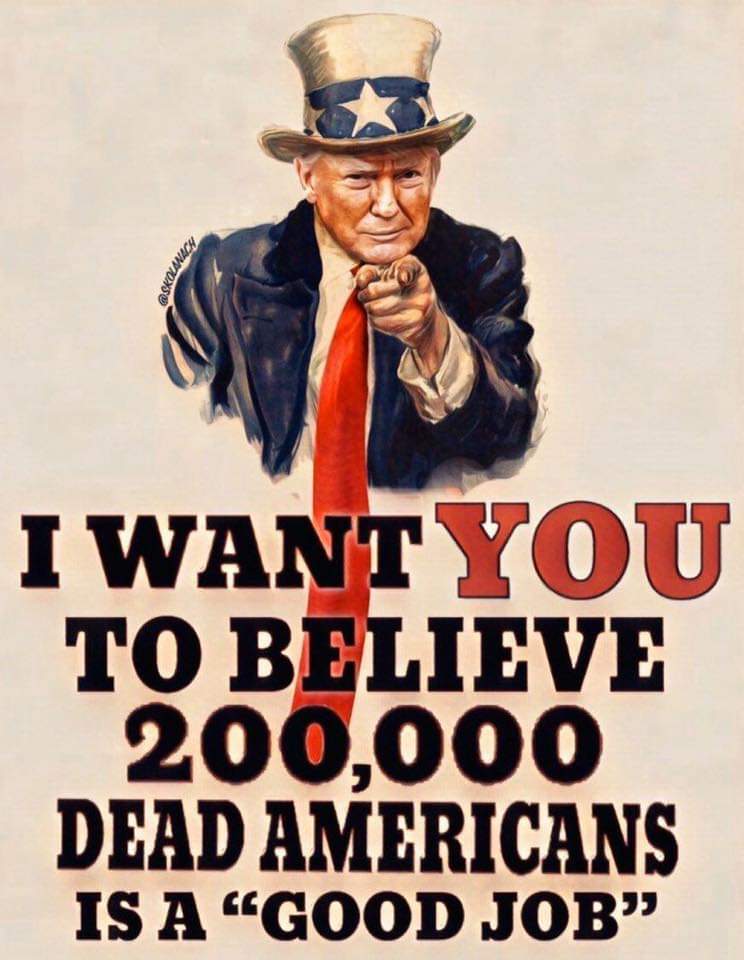 @SKOLANACH
I WANT YOU
TO BELIEVE
200,000
DEAD AMERICANS
IS A “GOOD JOB”